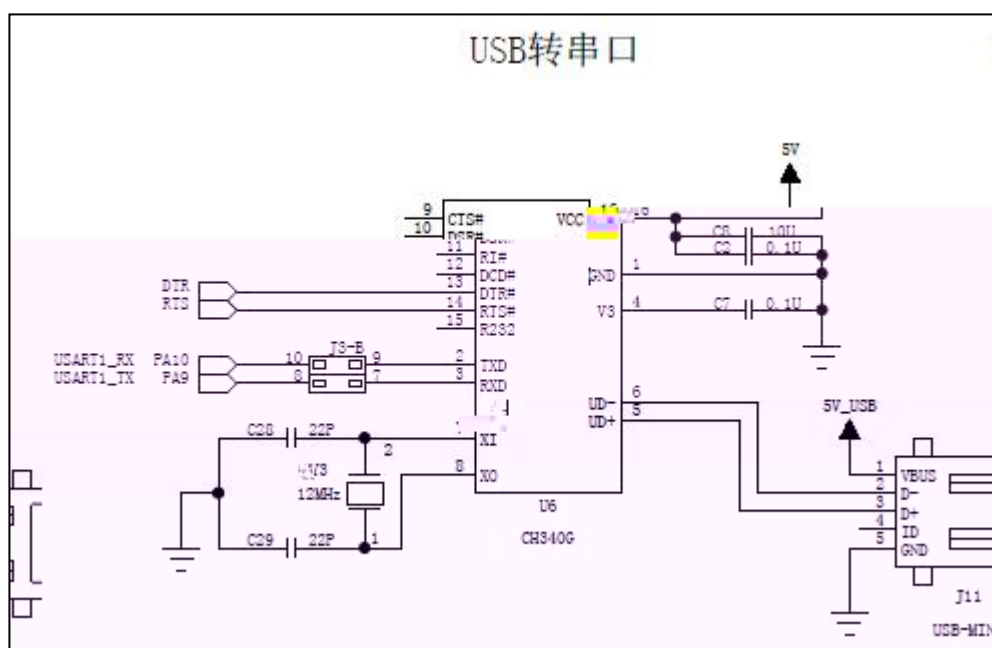 USB转串口
5V
9 CTS#
VCC
10 DSR#
C8 10U
11 RI#
C2 0.1U
12 DCD#
GND 1
DTR 13 DTR#
RTS 14 RTS#
V3 4 C7 0.1U
15 R232
J3-B
USART1_RX PA10 10 9 2 TXD
USART1_TX PA9 8 7 3 RXD
UD- 6
UD+ 5
5V_USB
C28 22P 2 XI
1 VBUS
8 XO
2 D-
12MHz
3 D+
U6
4 ID
C29 22P 1
CH340G
5 GND
J11
USB-MIN